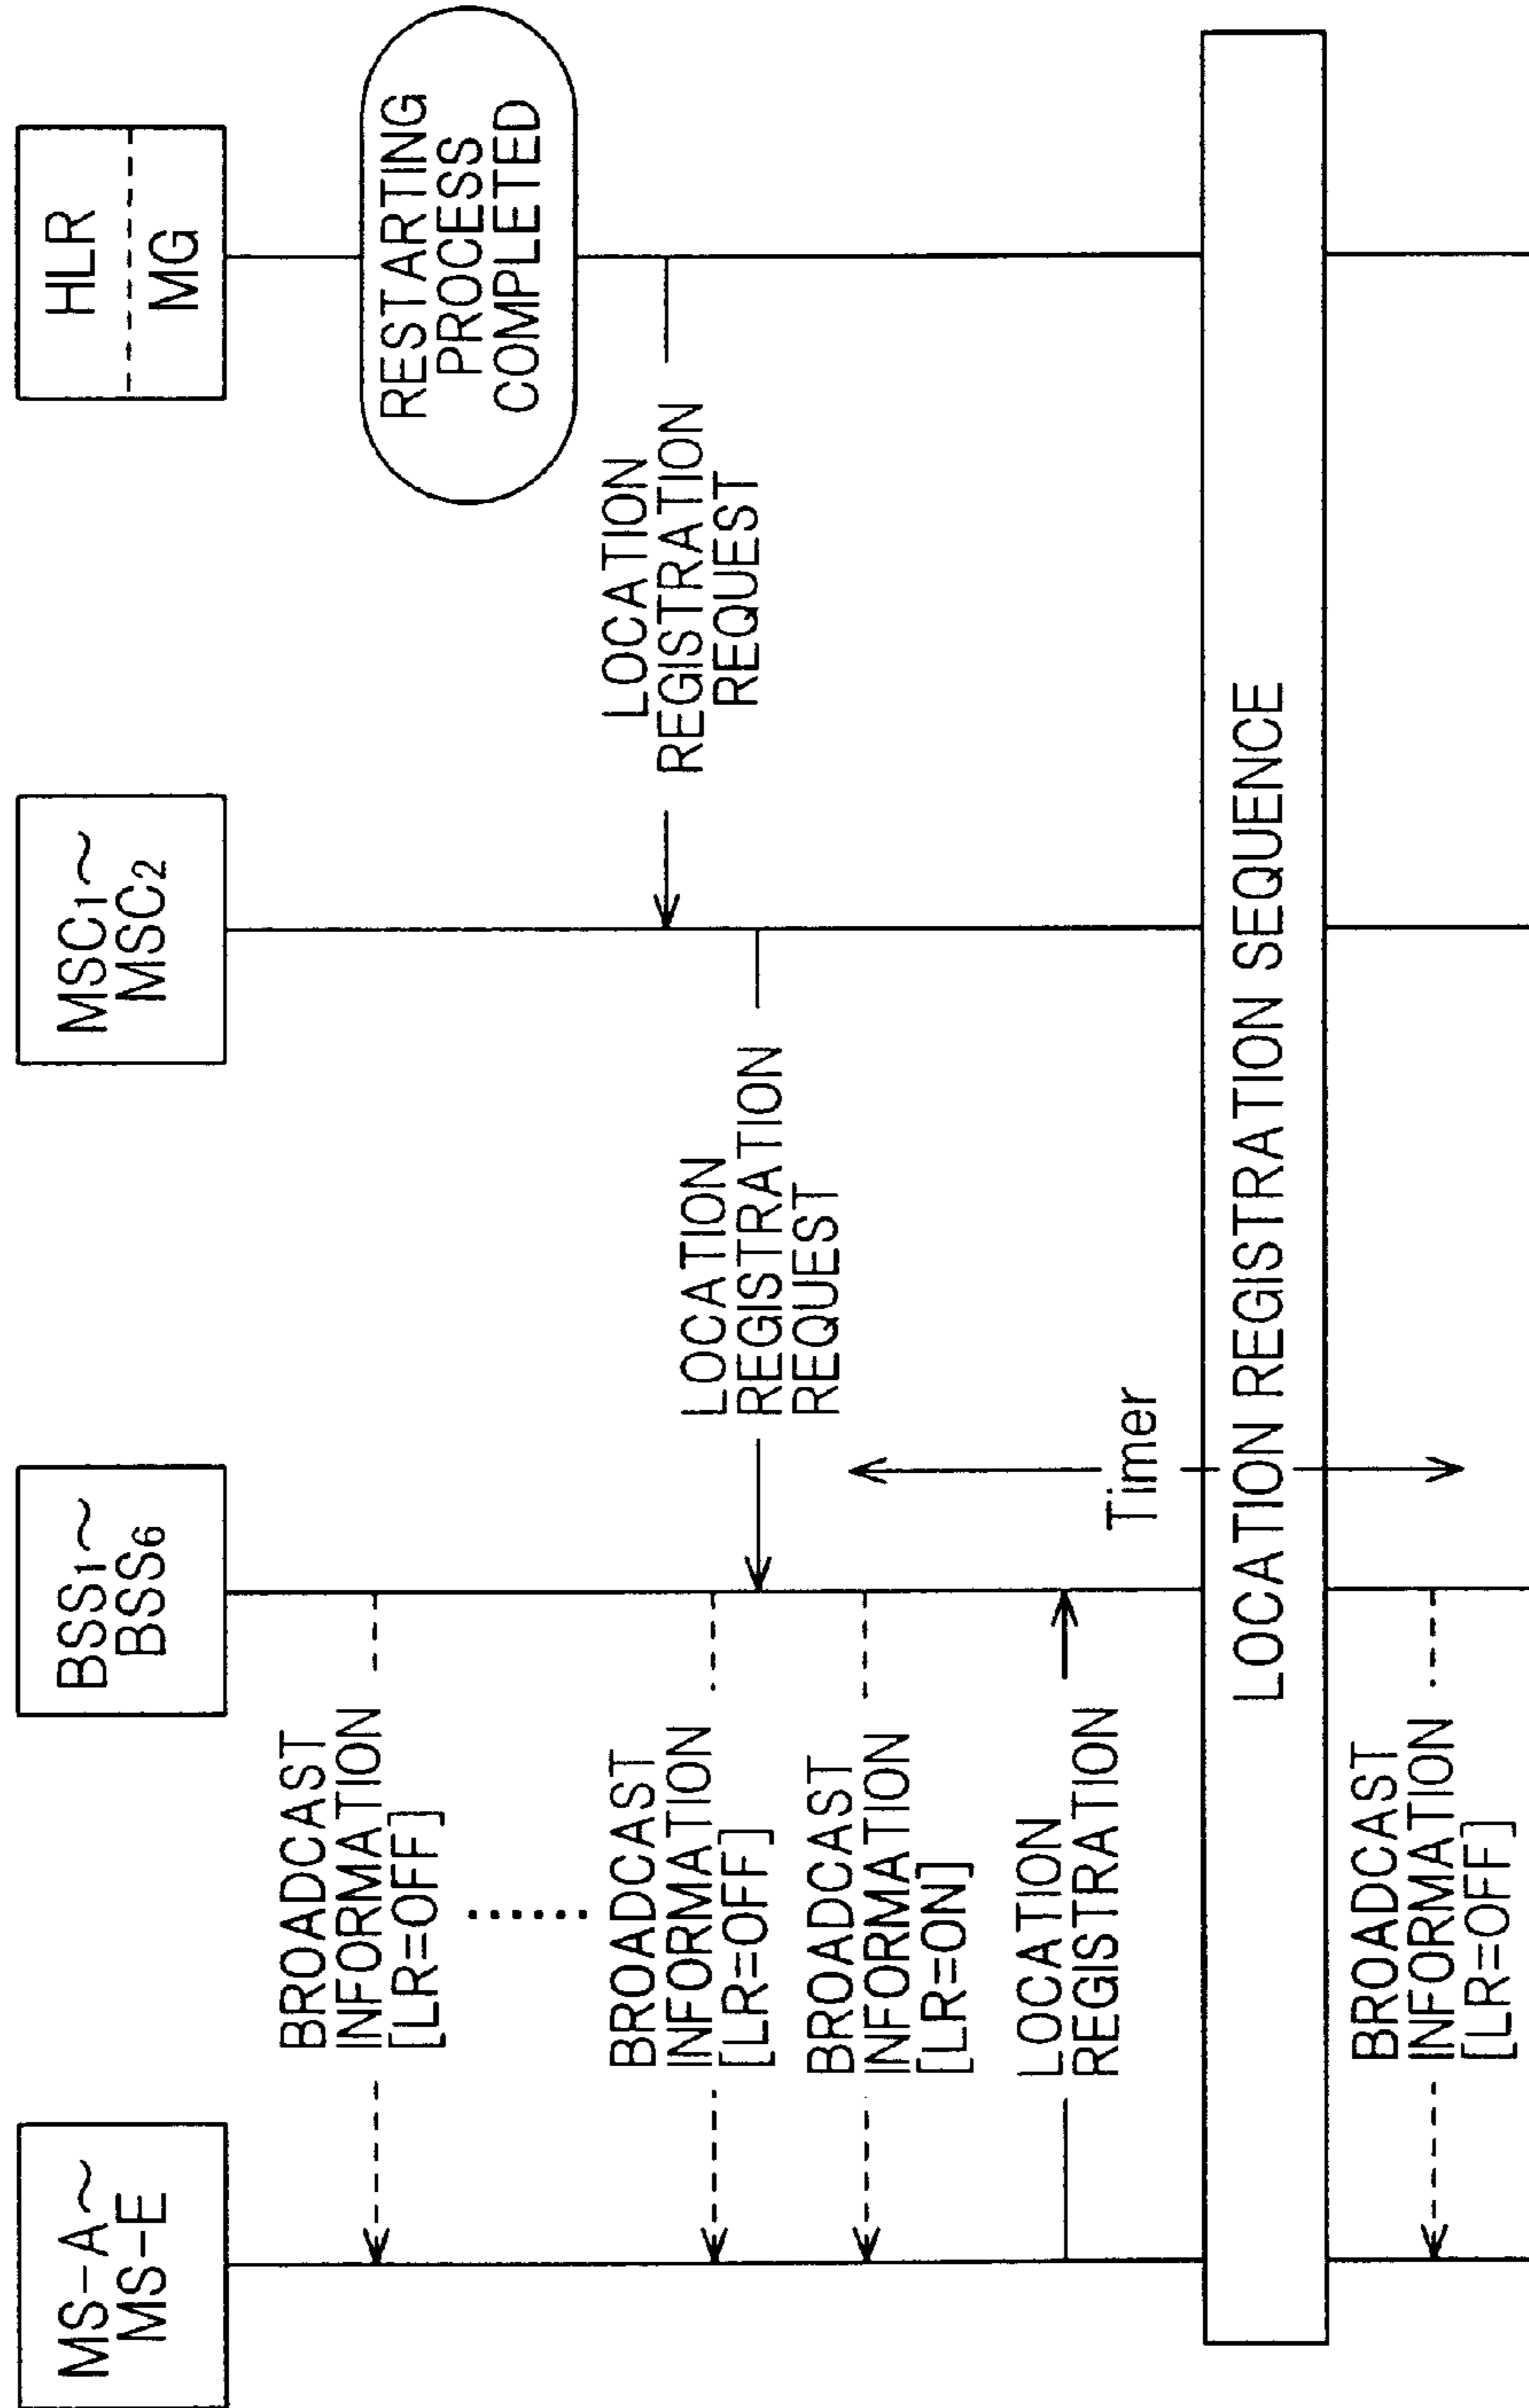 MS-A~
MS-E
BSS1~
BSS6
MSC1~
MSC2
HLR
MG
RESTARTING
PROCESS
COMPLETED
BROADCAST
INFORMATION
[LR=OFF]
LOCATION
REGISTRATION
REQUEST
LOCATION
REGISTRATION
REQUEST
BROADCAST
INFORMATION
[LR=OFF]
BROADCAST
INFORMATION
[LR=ON]
LOCATION
REGISTRATION
Timer
LOCATION REGISTRATION SEQUENCE
BROADCAST
INFORMATION
[LR=OFF]